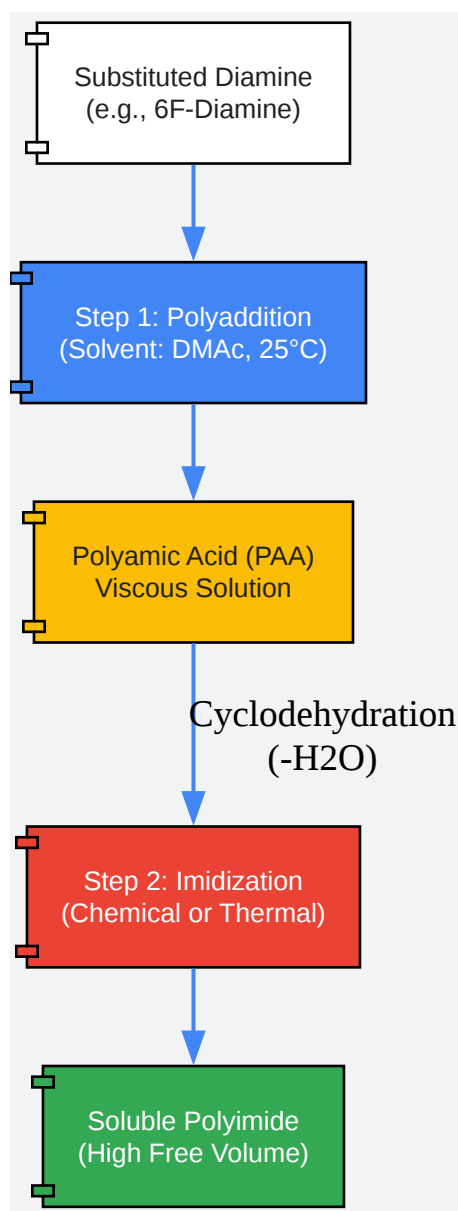 Substituted Diamine
(e.g., 6F-Diamine)
Step 1: Polyaddition
(Solvent: DMAc, 25°C)
Polyamic Acid (PAA)
Viscous Solution
Cyclodehydration
(-H2O)
Step 2: Imidization
(Chemical or Thermal)
Soluble Polyimide
(High Free Volume)